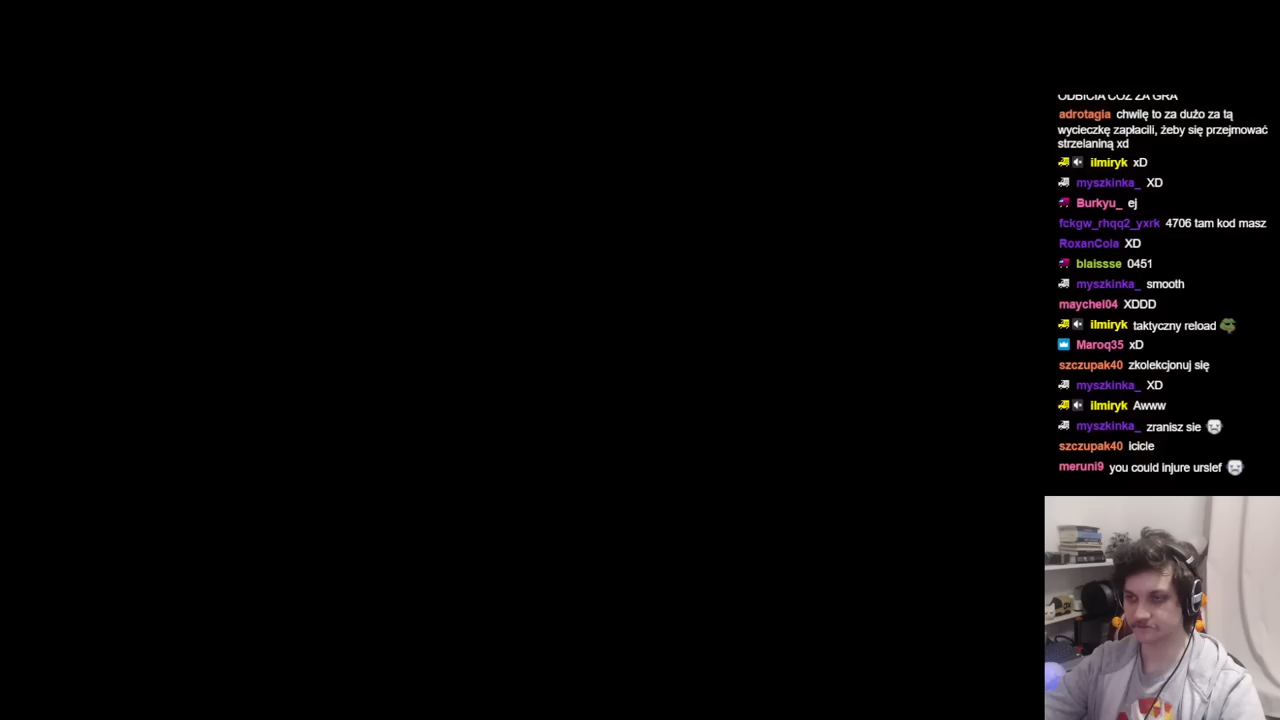 ODBICIA CÓŻ ZA GRA
adrotagia chwilę to za dużo za tą
wycieczkę zapłacili, żeby się przejmować
strzelaniną xd
ilmiryk xD
myszkinka_ XD
Burkyu_ ej
fckgw_rhqq2_yxrk 4706 tam kod masz
RoxanCola XD
blaissse 0451
myszkinka_ smooth
maychel04 XDDD
ilmiryk taktyczny reload
Maroq35 xD
szczupak40 zkolekcjonuj się
myszkinka_ XD
ilmiryk Awww
myszkinka_ zranisz sie
szczupak40 icicle
meruni9 you could injure urslef